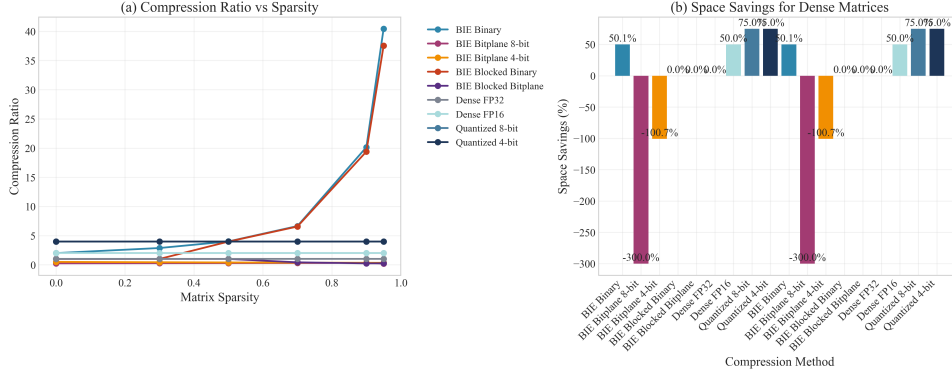 (a) Compression Ratio vs Sparsity
40
35
30
25
20
15
10
5
0
Compression Ratio
0.0 0.2 0.4 0.6 0.8 1.0
Matrix Sparsity
BIE Binary
BIE Bitplane 8-bit
BIE Bitplane 4-bit
BIE Blocked Binary
BIE Blocked Bitplane
Dense FP32
Dense FP16
Quantized 8-bit
Quantized 4-bit
(b) Space Savings for Dense Matrices
50
0
−50
−100
−150
−200
−250
−300
Space Savings (%)
50.1% -300.0% -100.7% 0.0% 0.0% 0.0% 50.0% 75.0% 75.0% 50.1% -300.0% -100.7% 0.0% 0.0% 0.0% 50.0% 75.0% 75.0%
BIE Binary
BIE Bitplane 8-bit
BIE Bitplane 4-bit
BIE Blocked Binary
BIE Blocked Bitplane
Dense FP32
Dense FP16
Quantized 8-bit
Quantized 4-bit
BIE Binary
BIE Bitplane 8-bit
BIE Bitplane 4-bit
BIE Blocked Binary
BIE Blocked Bitplane
Dense FP32
Dense FP16
Quantized 8-bit
Quantized 4-bit
Compression Method